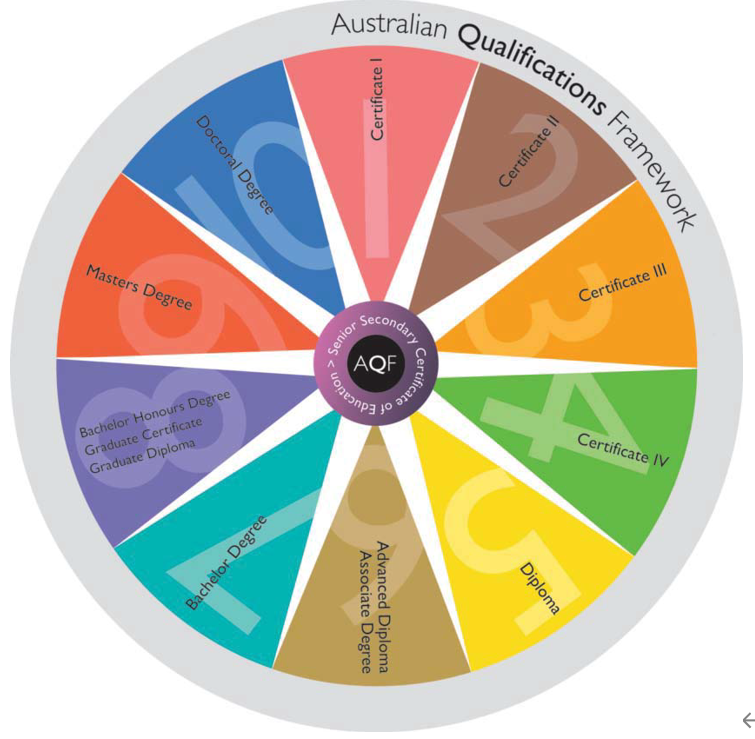 Australian Qualifications Framework
1
Certificate I
2
Certificate II
3
Certificate III
4
Certificate IV
5
Diploma
6
Advanced Diploma
Associate Degree
7
Bachelor Degree
8
Bachelor Honours Degree
Graduate Certificate
Graduate Diploma
9
Masters Degree
10
Doctoral Degree
Senior Secondary Certificate of Education >
AQF